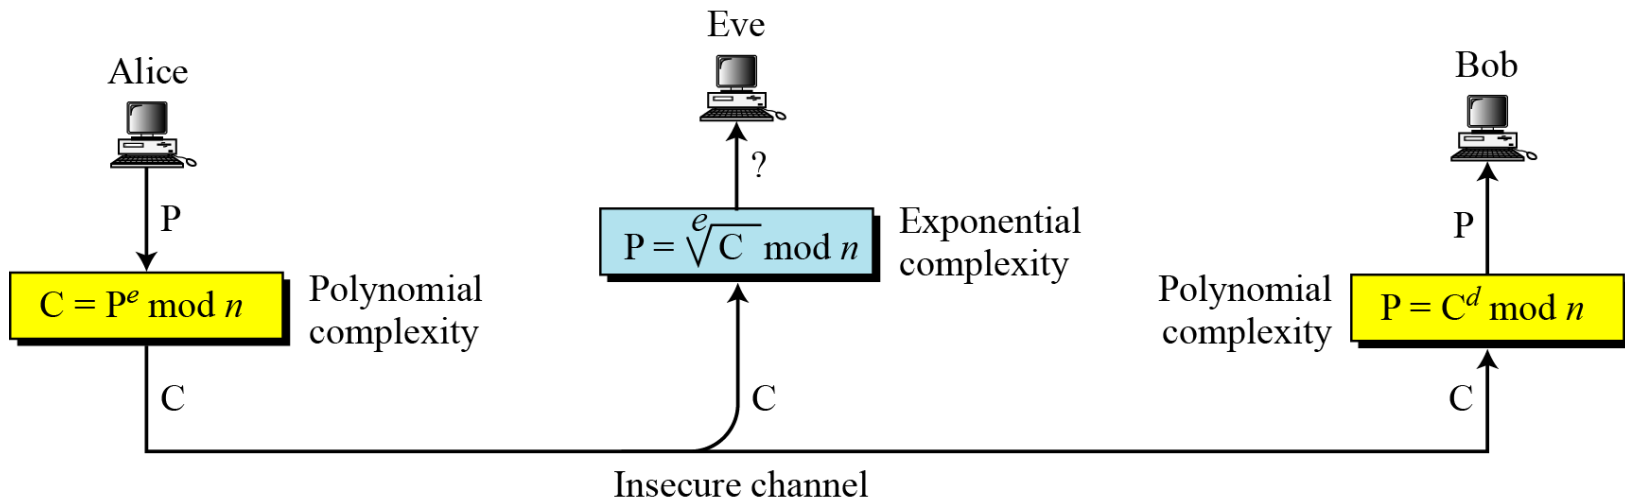 Eve
Alice
Bob
?
P
P
Exponential
complexity
P = ᵉ√C mod n
Polynomial
complexity
C = Pᵉ mod n
Polynomial
complexity
P = Cᵈ mod n
C
C
C
Insecure channel